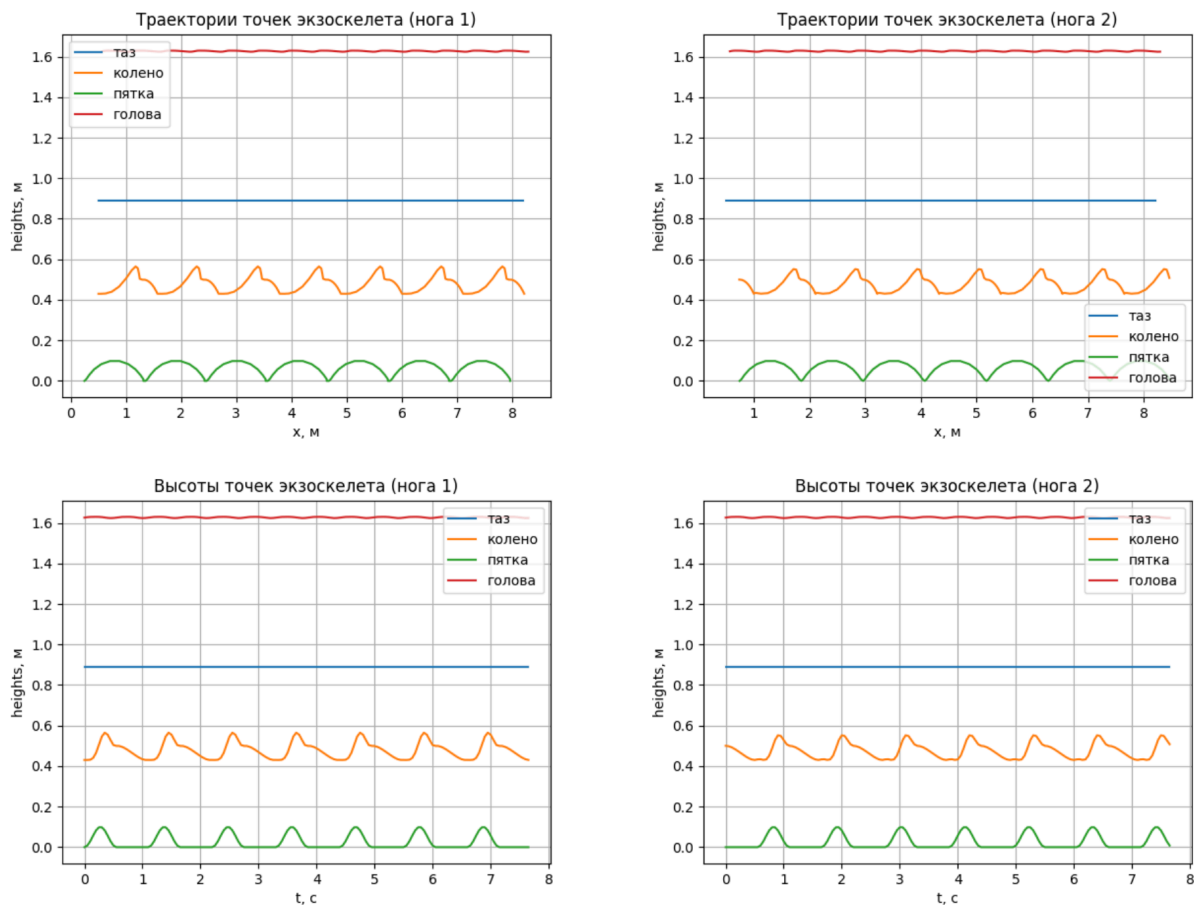 Траектории точек экзоскелета (нога 1)
1.6
1.4
1.2
1.0
0.8
0.6
0.4
0.2
0.0
heights, м
таз
колено
пятка
голова
0 1 2 3 4 5 6 7 8
x, м
Траектории точек экзоскелета (нога 2)
1.6
1.4
1.2
1.0
0.8
0.6
0.4
0.2
0.0
heights, м
таз
колено
пятка
голова
1 2 3 4 5 6 7 8
x, м
Высоты точек экзоскелета (нога 1)
1.6
1.4
1.2
1.0
0.8
0.6
0.4
0.2
0.0
heights, м
таз
колено
пятка
голова
0 1 2 3 4 5 6 7 8
t, с
Высоты точек экзоскелета (нога 2)
1.6
1.4
1.2
1.0
0.8
0.6
0.4
0.2
0.0
heights, м
таз
колено
пятка
голова
0 1 2 3 4 5 6 7 8
t, с